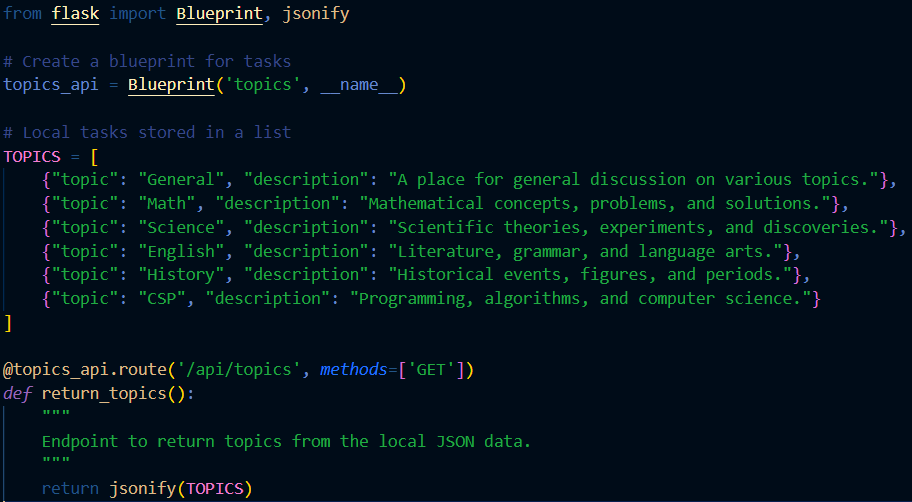 from flask import Blueprint, jsonify
# Create a blueprint for tasks
topics_api = Blueprint('topics', __name__)
# Local tasks stored in a list
TOPICS = [
    {"topic": "General", "description": "A place for general discussion on various topics."},
    {"topic": "Math", "description": "Mathematical concepts, problems, and solutions."},
    {"topic": "Science", "description": "Scientific theories, experiments, and discoveries."},
    {"topic": "English", "description": "Literature, grammar, and language arts."},
    {"topic": "History", "description": "Historical events, figures, and periods."},
    {"topic": "CSP", "description": "Programming, algorithms, and computer science."}
]
@topics_api.route('/api/topics', methods=['GET'])
def return_topics():
    """
    Endpoint to return topics from the local JSON data.
    """
    return jsonify(TOPICS)